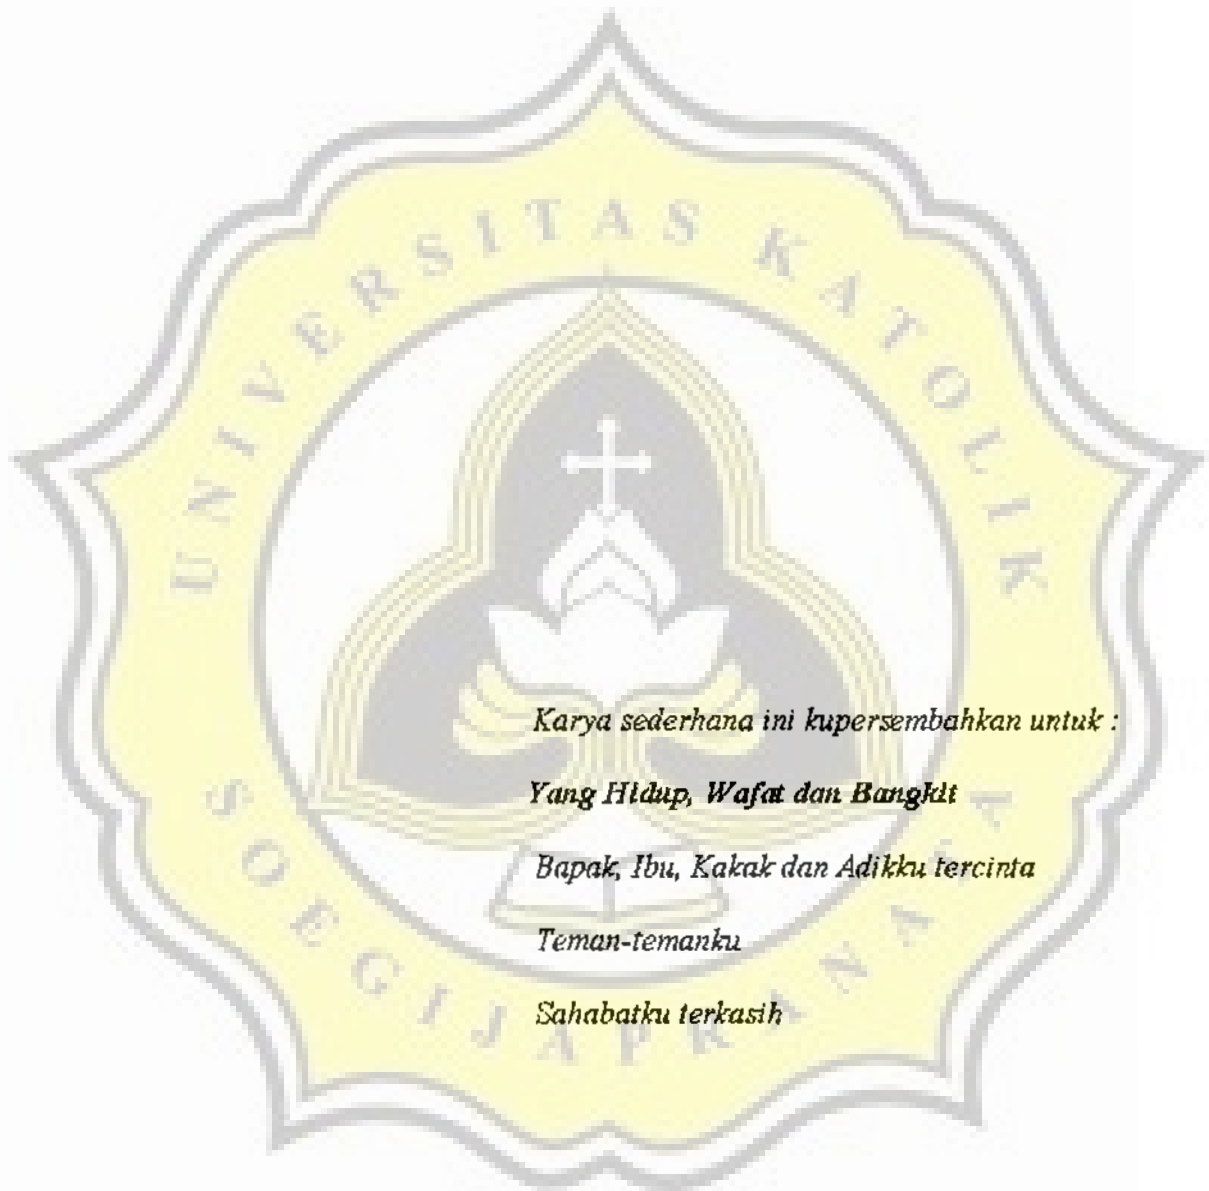 UNIVERSITAS KATOLIK
SOEGIJAPRANATA
Karya sederhana ini kupersembahkan untuk :
Yang Hidup, Wafat dan Bangkit
Bapak, Ibu, Kakak dan Adikku tercinta
Teman-temanku
Sahabatku terkasih